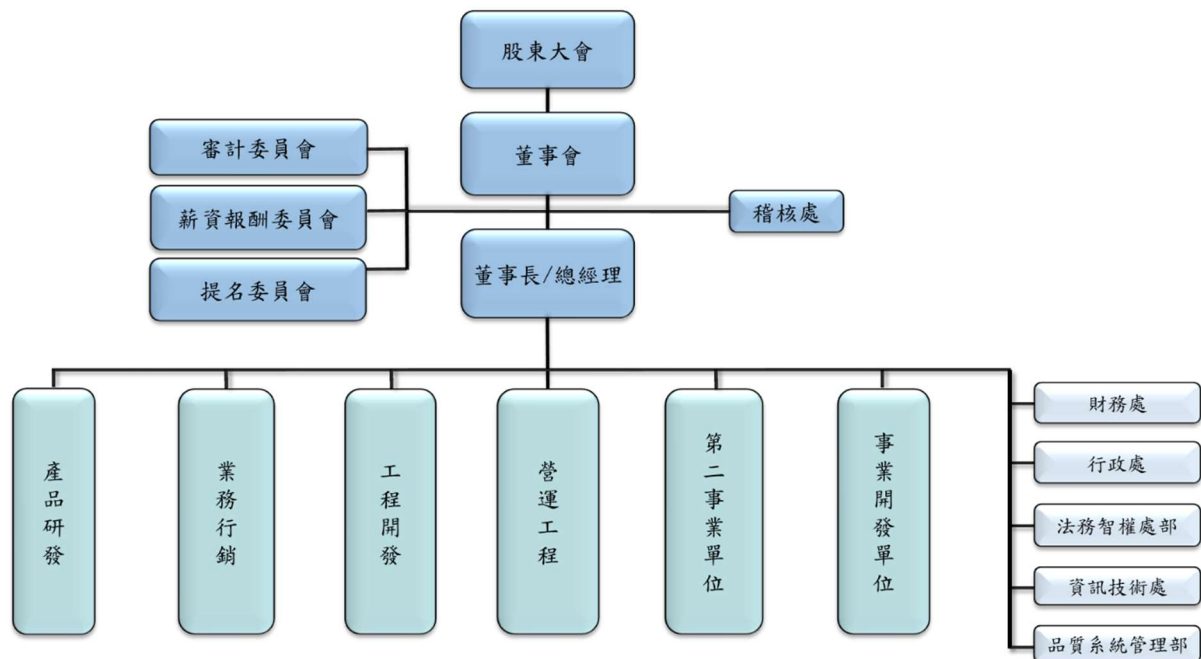 股東大會
董事會
審計委員會
薪資報酬委員會
提名委員會
稽核處
董事長/總經理
產品研發
業務行銷
工程開發
營運工程
第二事業單位
事業開發單位
財務處
行政處
法務智權處部
資訊技術處
品質系統管理部